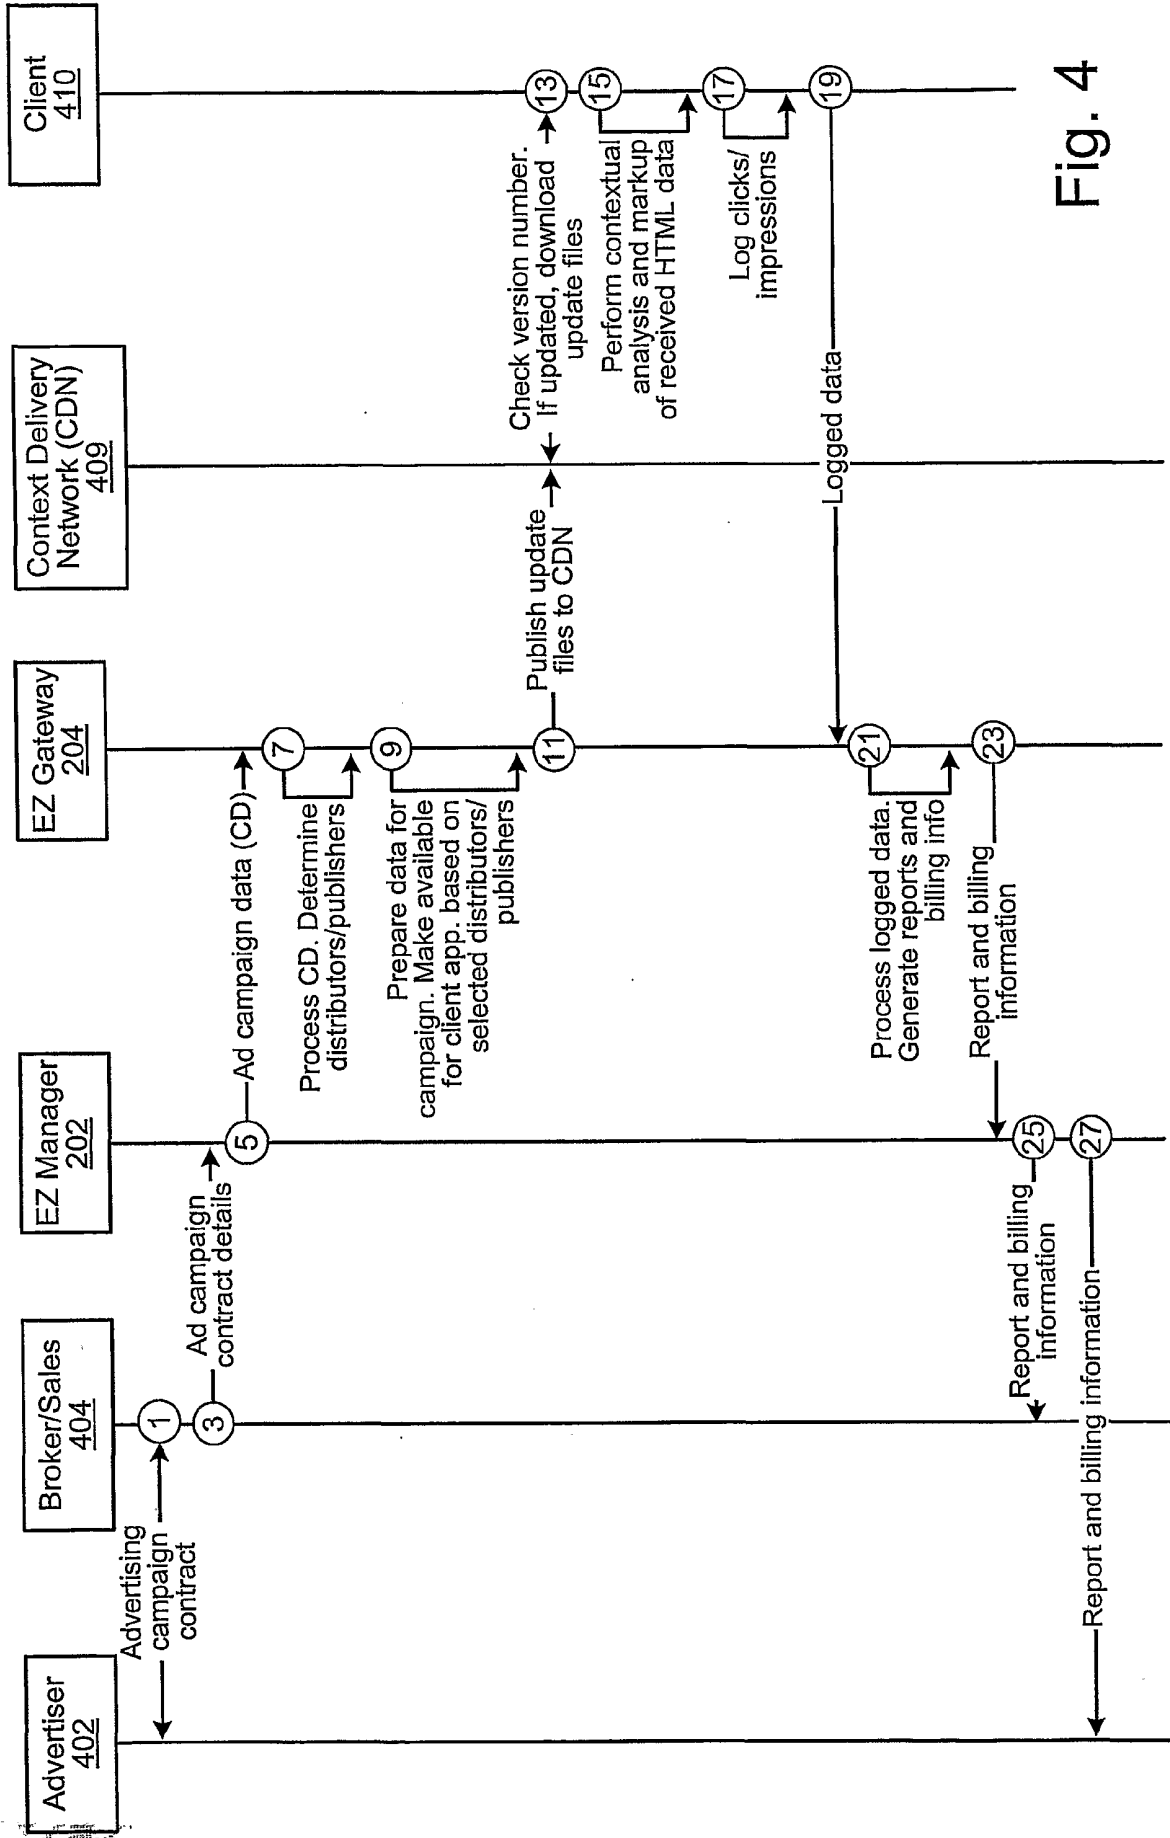 Advertiser
402
Broker/Sales
404
EZ Manager
202
EZ Gateway
204
Context Delivery
Network (CDN)
409
Client
410
Advertising
campaign
contract
1
3
Ad campaign
contract details
5
Ad campaign data (CD)
7
Process CD. Determine
distributors/publishers
9
Prepare data for
campaign. Make available
for client app. based on
selected distributors/
publishers
11
Publish update
files to CDN
Check version number.
If updated, download
update files
13
15
Perform contextual
analysis and markup
of received HTML data
17
Log clicks/
impressions
19
Logged data
21
Process logged data.
Generate reports and
billing info
23
Report and billing
information
25
Report and billing
information
27
Report and billing information
Fig. 4